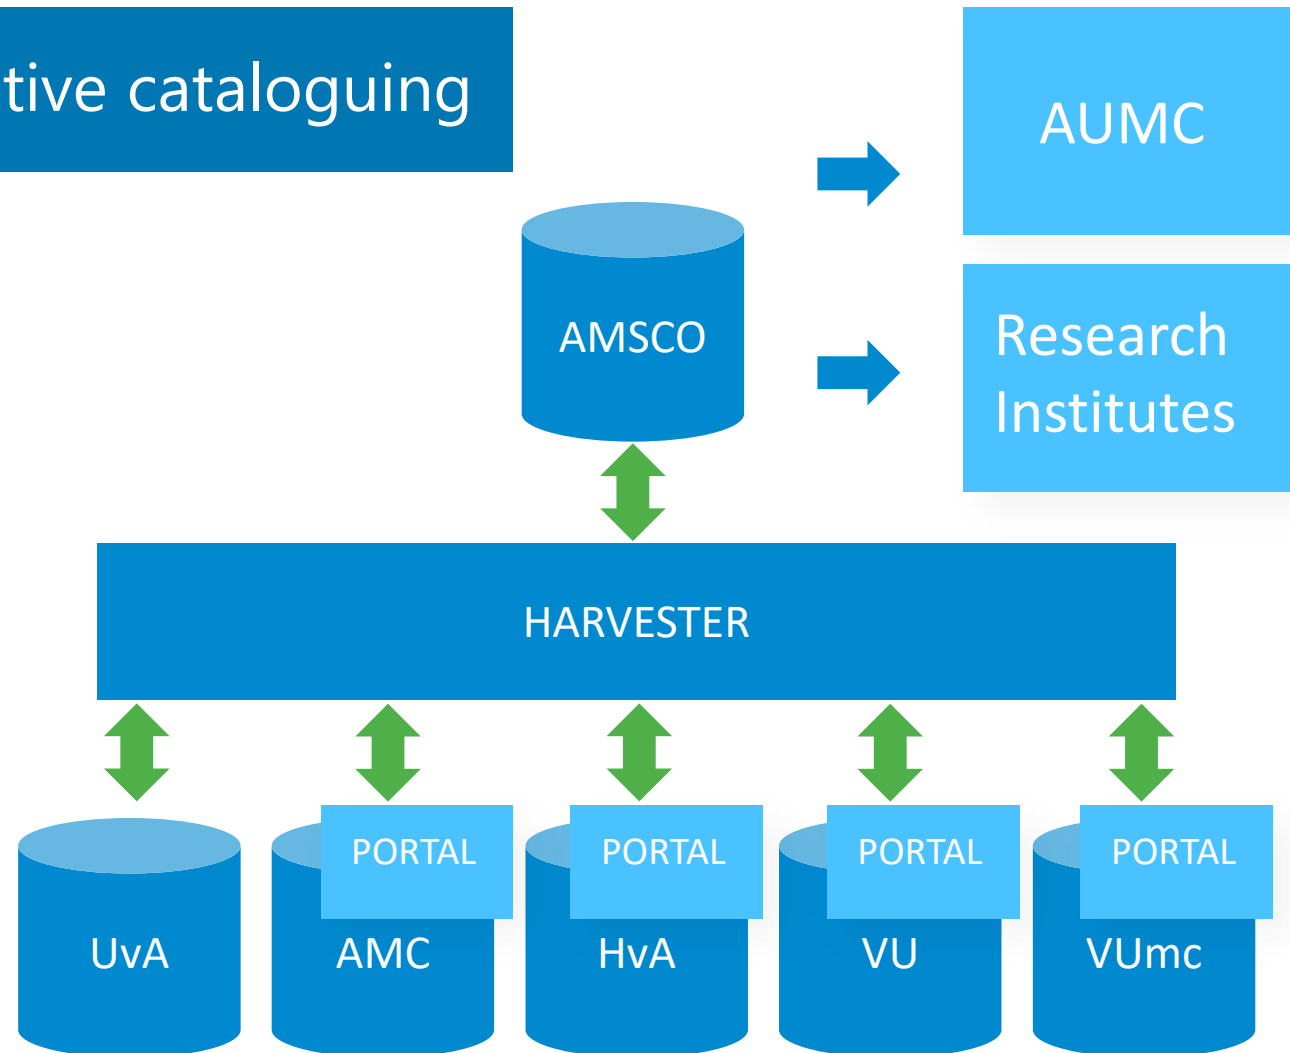 tive cataloguing
AUMC
AMSCO
Research
Institutes
HARVESTER
PORTAL
PORTAL
PORTAL
PORTAL
UvA
AMC
HvA
VU
VUmc